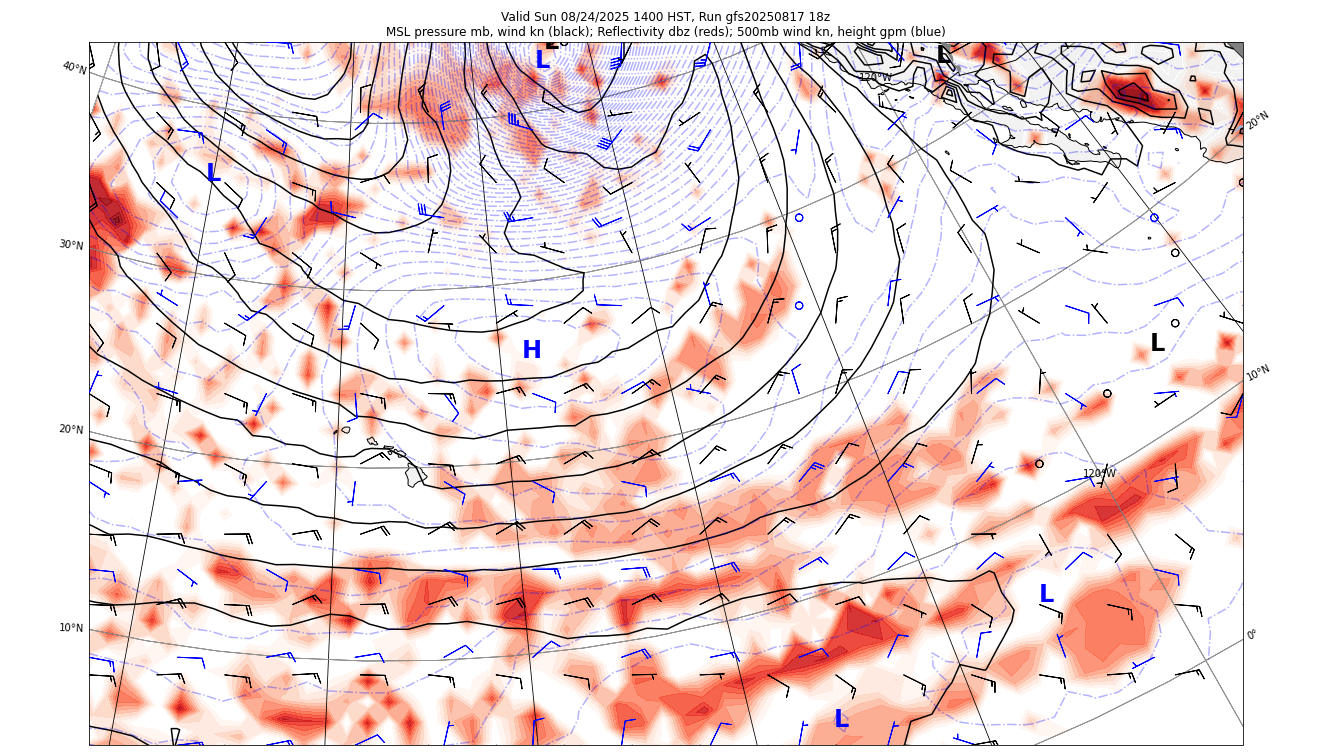 Valid Sun 08/24/2025 1400 HST, Run gfs20250817 18z
MSL pressure mb, wind kn (black); Reflectivity dbz (reds); 500mb wind kn, height gpm (blue)
L
L
L
40°N
120°W
20°N
L
30°N
H
L
10°N
20°N
120°W
L
10°N
0°
L